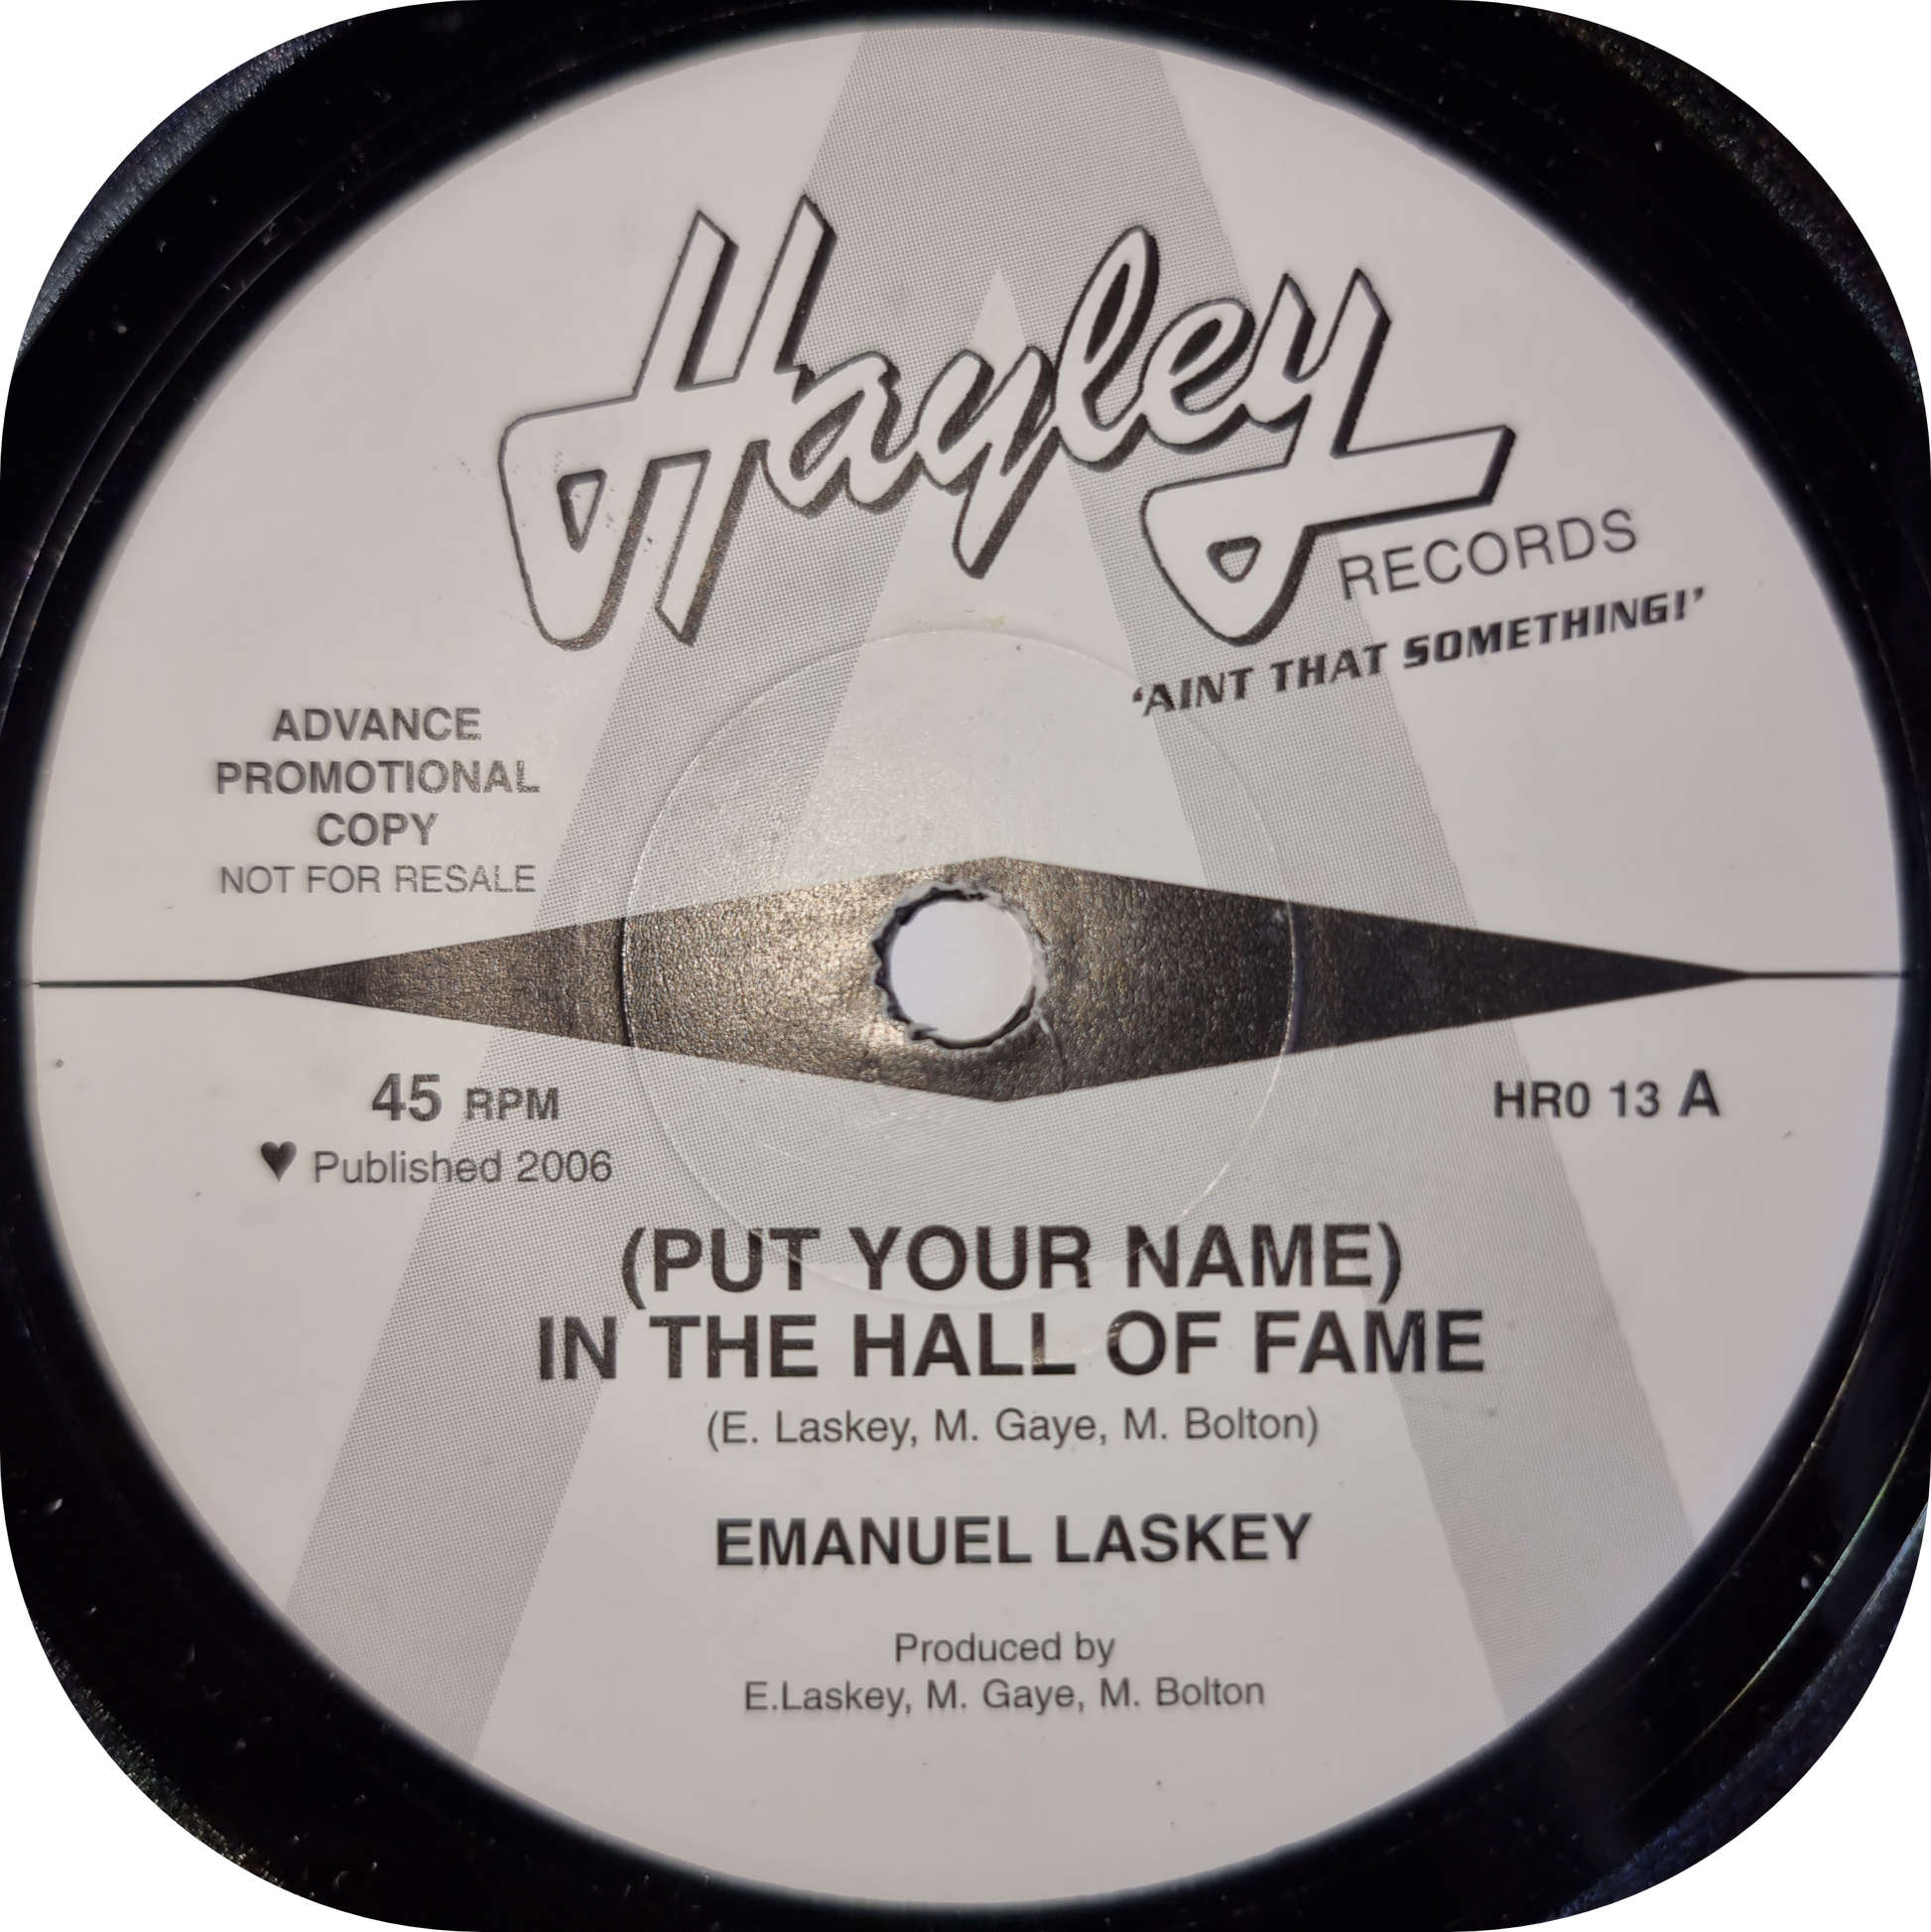 Hayley
RECORDS
‘AINT THAT SOMETHING!’
ADVANCE
PROMOTIONAL
COPY
NOT FOR RESALE
45 RPM
♥ Published 2006
HR0 13 A
(PUT YOUR NAME)
IN THE HALL OF FAME
(E. Laskey, M. Gaye, M. Bolton)
EMANUEL LASKEY
Produced by
E.Laskey, M. Gaye, M. Bolton